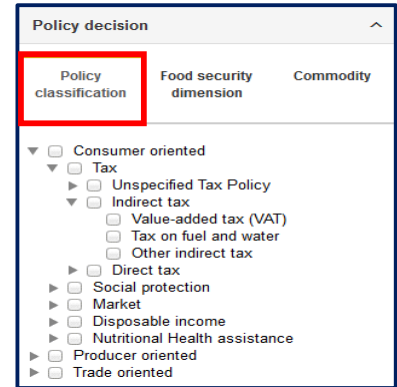 Policy decision
Policy classification
Food security dimension
Commodity
Consumer oriented
Tax
Unspecified Tax Policy
Indirect tax
Value-added tax (VAT)
Tax on fuel and water
Other indirect tax
Direct tax
Social protection
Market
Disposable income
Nutritional Health assistance
Producer oriented
Trade oriented